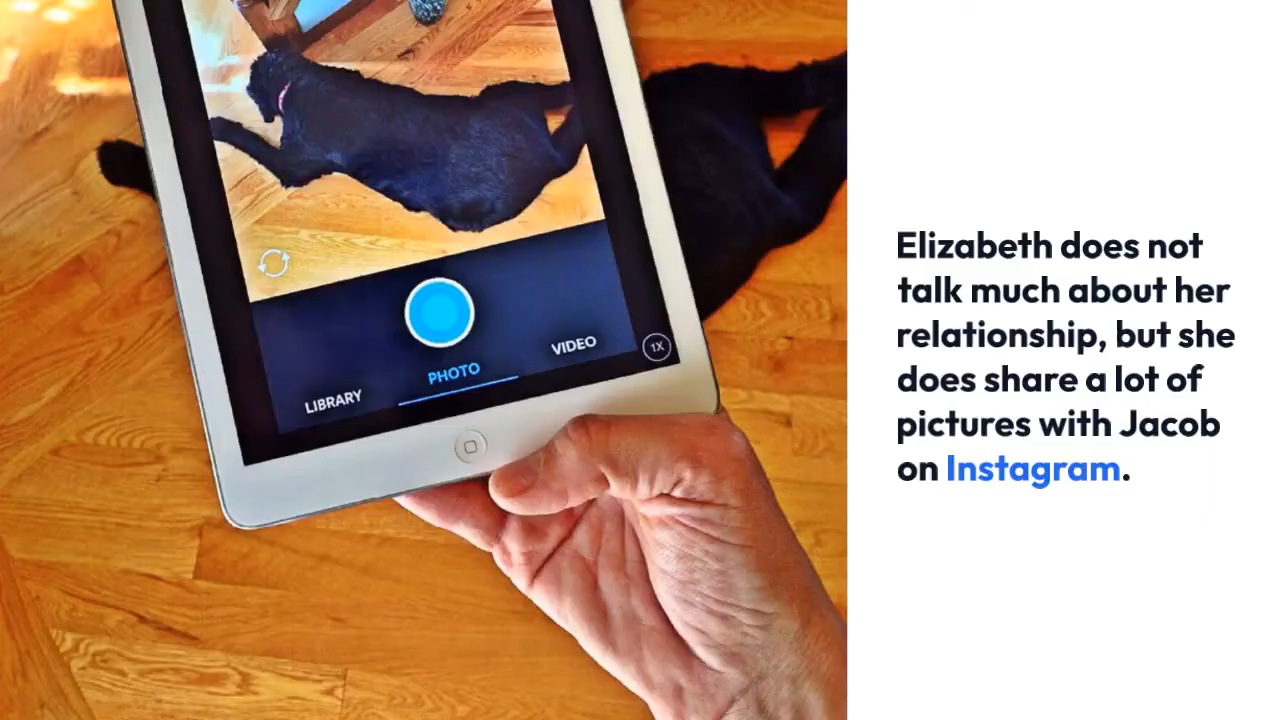 LIBRARY
PHOTO
VIDEO
1X
Elizabeth does not
talk much about her
relationship, but she
does share a lot of
pictures with Jacob
on Instagram.